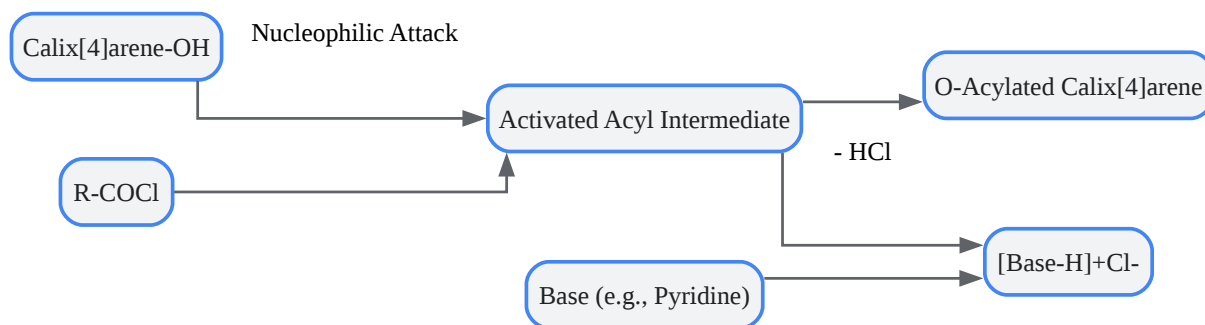 Calix[4]arene-OH
Nucleophilic Attack
O-Acylated Calix[4]arene
Activated Acyl Intermediate
- HCl
R-COCl
[Base-H]+Cl-
Base (e.g., Pyridine)